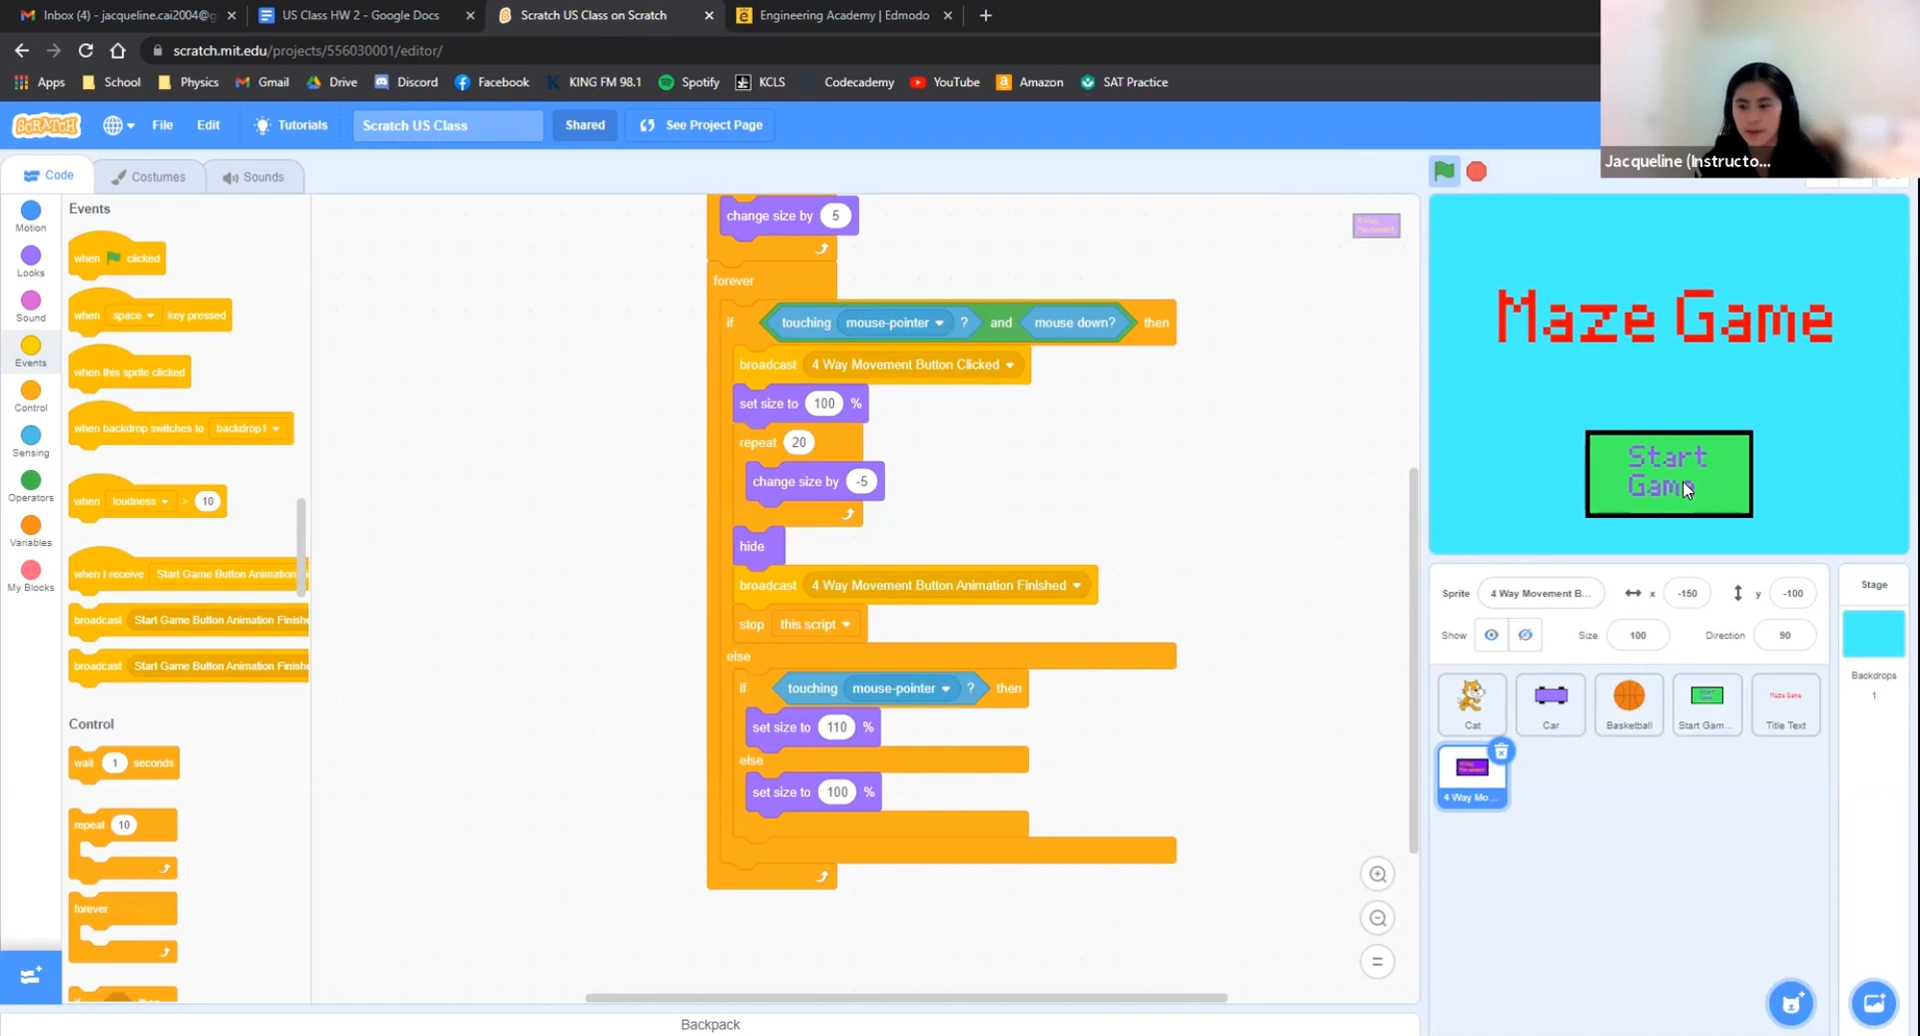 Inbox (4) - jacqueline.cai2004@g
US Class HW 2 - Google Docs
Scratch US Class on Scratch
Engineering Academy | Edmodo
scratch.mit.edu/projects/556030001/editor/
Apps School Physics Gmail Drive Discord Facebook KING FM 98.1 Spotify KCLS Codecademy YouTube Amazon SAT Practice
SCRATCH File Edit Tutorials Scratch US Class Shared See Project Page
Jacqueline (Instructo...
Code Costumes Sounds
Motion
Looks
Sound
Events
Control
Sensing
Operators
Variables
My Blocks
Events
when clicked
when space key pressed
when this sprite clicked
when backdrop switches to backdrop1
when loudness > 10
when I receive Start Game Button Animation
broadcast Start Game Button Animation Finishe
broadcast Start Game Button Animation Finished
Control
wait 1 seconds
repeat 10
forever
change size by 5
forever
if touching mouse-pointer ? and mouse down? then
broadcast 4 Way Movement Button Clicked
set size to 100 %
repeat 20
change size by -5
hide
broadcast 4 Way Movement Button Animation Finished
stop this script
else
if touching mouse-pointer ? then
set size to 110 %
else
set size to 100 %
Backpack
Maze Game
Start
Game
Sprite 4 Way Movement B... x -150 y -100
Show Size 100 Direction 90
Cat Car Basketball Start Gam... Title Text
4 Way Mo...
Stage
Backdrops
1